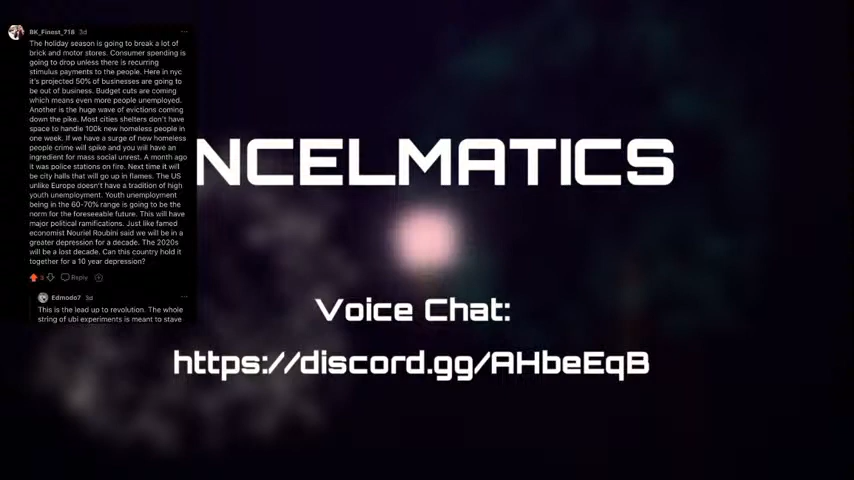 BK_Finest_718 3d
The holiday season is going to break a lot of
brick and motor stores. Consumer spending is
going to drop unless there is recurring
stimulus payments to the people. Here in nyc
it's projected 50% of businesses are going to
be out of business. Budget cuts are coming
which means even more people unemployed.
Another is the huge wave of evictions coming
down the pike. Most cities shelters don't have
space to handle 100k new homeless people in
one week. If we have a surge of new homeless
people crime will spike and you will have an
ingredient for mass social unrest. A month ago
it was police stations on fire. Next time it will
be city halls that will go up in flames. The US
unlike Europe doesn't have a tradition of high
youth unemployment. Youth unemployment
being in the 60-70% range is going to be the
norm for the foreseeable future. This will have
major political ramifications. Just like famed
economist Nouriel Roubini said we will be in a
greater depression for a decade. The 2020s
will be a lost decade. Can this country hold it
together for a 10 year depression?
3 Reply
Edmodo7 3d
This is the lead up to revolution. The whole
string of ubi experiments is meant to stave
NCELMATICS
Voice Chat:
https://discord.gg/AHbeEqB